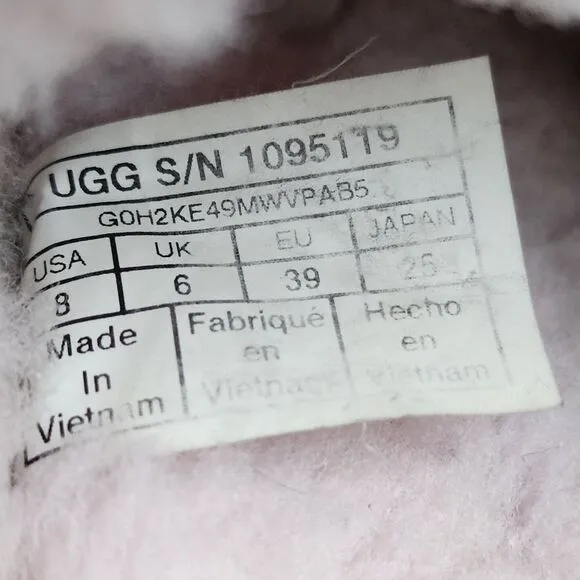 UGG S/N 1095119
G0H2KE49MWVPAB5
USA UK EU JAPAN
8 6 39 25
Made Fabriqué Hecho
In en en
Vietnam Vietnam Vietnam